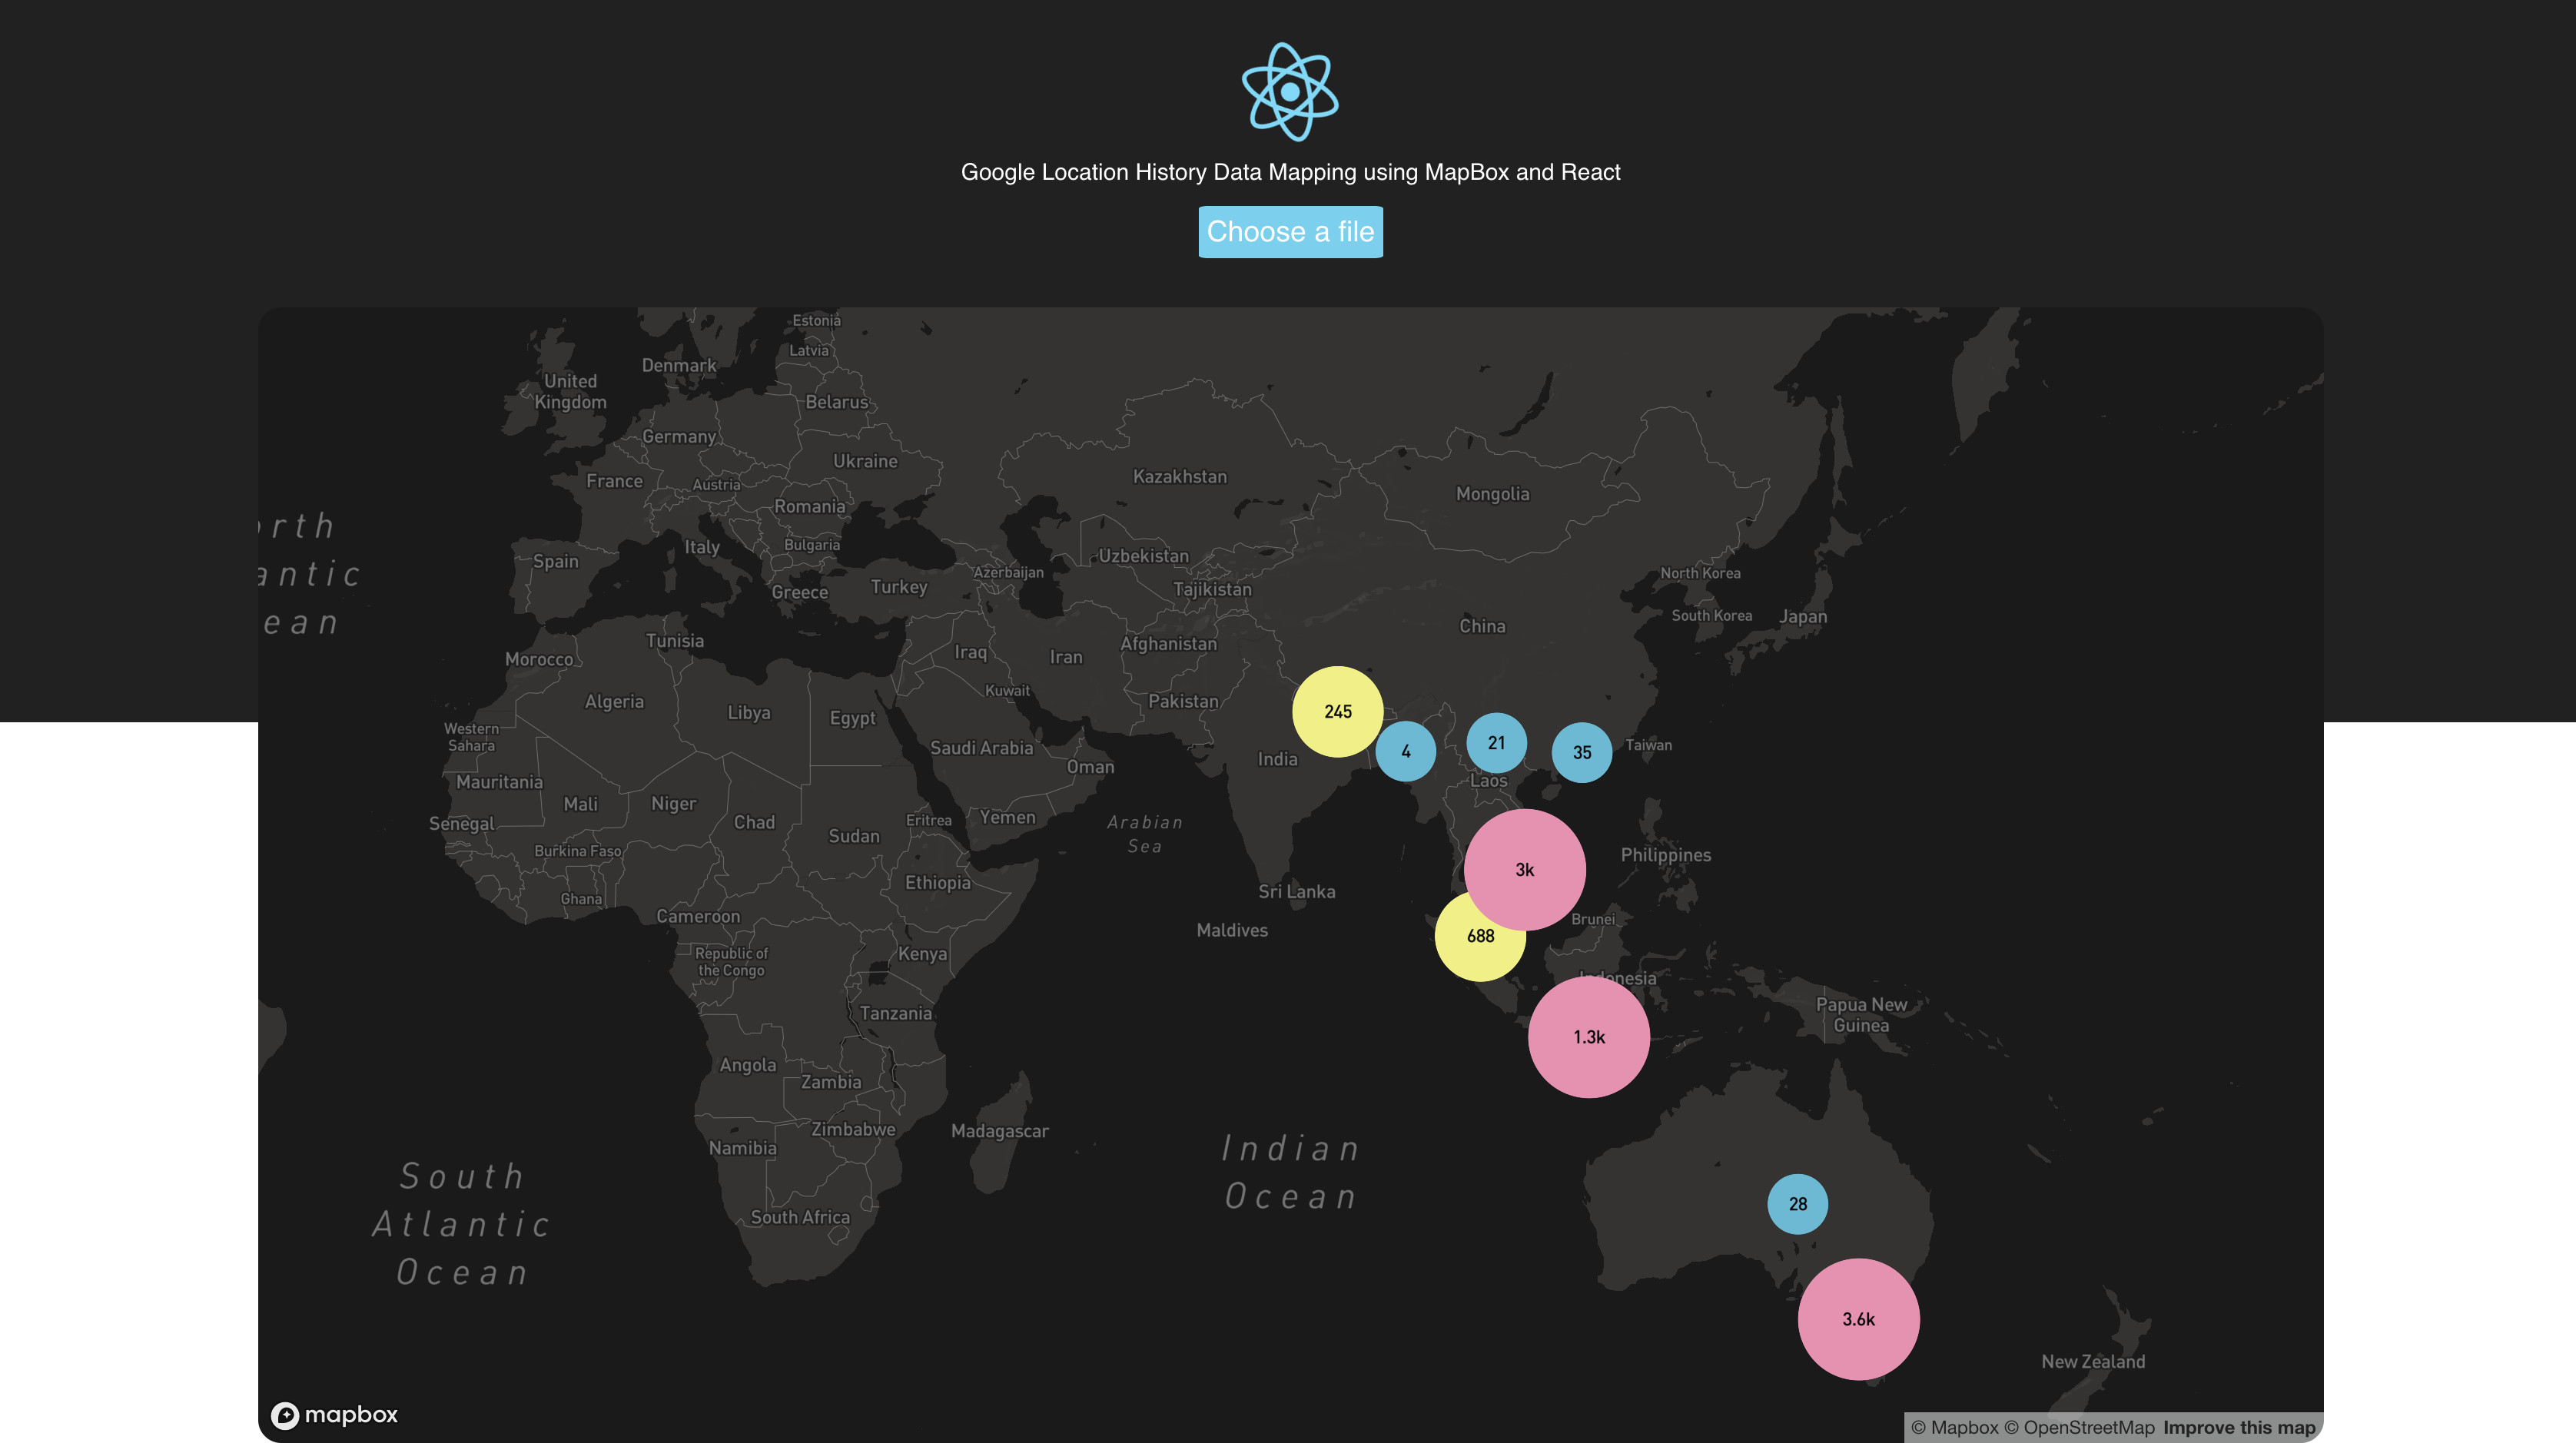 Google Location History Data Mapping using MapBox and React
Choose a file
Estonia
Latvia
Denmark
United
Kingdom
Belarus
Germany
Ukraine
France
Austria
Kazakhstan
Mongolia
Romania
orth
antic
ean
Italy
Bulgaria
Uzbekistan
Spain
Azerbaijan
North Korea
Greece
Turkey
Tajikistan
South Korea
Japan
China
Tunisia
Afghanistan
Morocco
Iraq
Iran
Kuwait
Algeria
Pakistan
Libya
Egypt
245
Western
Sahara
Saudi Arabia
India
4
21
35
Taiwan
Oman
Laos
Mauritania
Mali
Niger
Chad
Senegal
Eritrea
Yemen
Arabian
Sea
Sudan
Burkina Faso
Philippines
3k
Ethiopia
Sri Lanka
Ghana
Cameroon
Brunei
Maldives
688
Republic of
the Congo
Kenya
Indonesia
Papua New
Guinea
Tanzania
1.3k
Angola
Zambia
Zimbabwe
Madagascar
Namibia
Indian
Ocean
South
Atlantic
Ocean
South Africa
28
3.6k
New Zealand
mapbox
© Mapbox © OpenStreetMap Improve this map